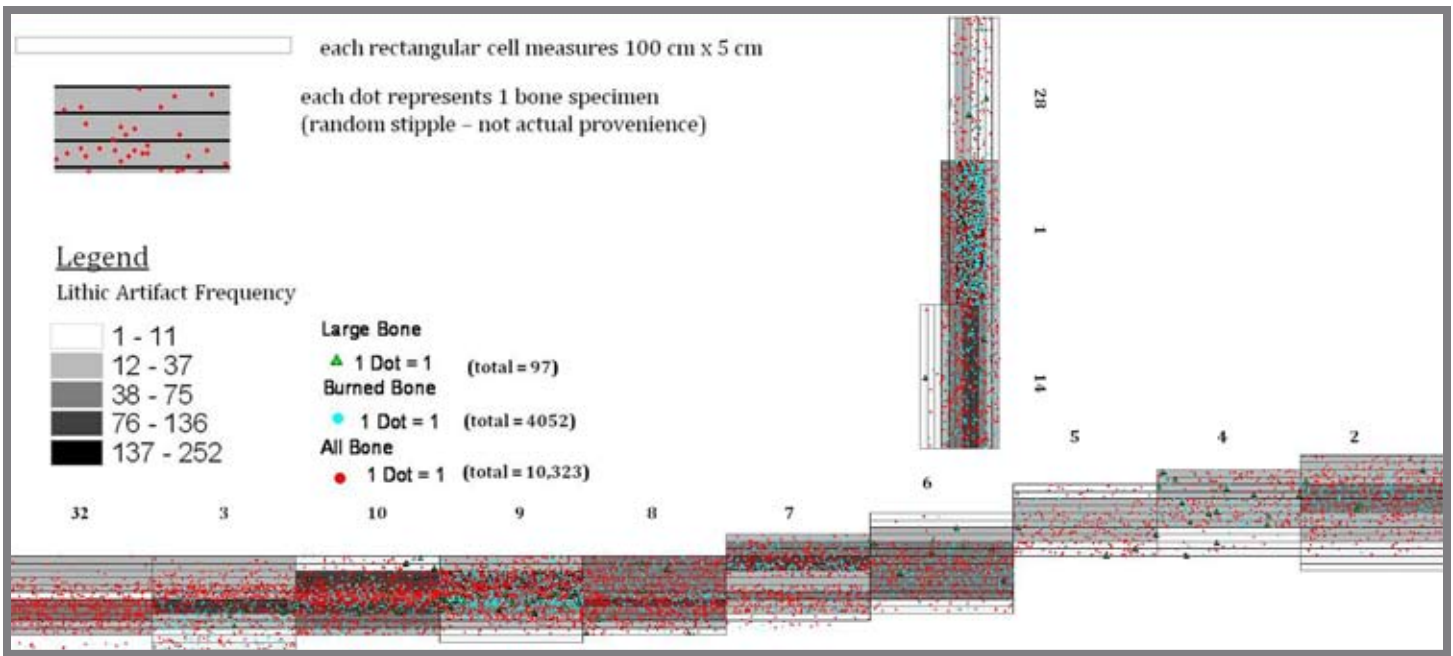 each rectangular cell measures 100 cm x 5 cm
each dot represents 1 bone specimen
(random stipple – not actual provenience)
Legend
Lithic Artifact Frequency
1 - 11
12 - 37
38 - 75
76 - 136
137 - 252
Large Bone
1 Dot = 1 (total = 97)
Burned Bone
1 Dot = 1 (total = 4052)
All Bone
1 Dot = 1 (total = 10,323)
28
1
14
32
3
10
9
8
7
6
5
4
2